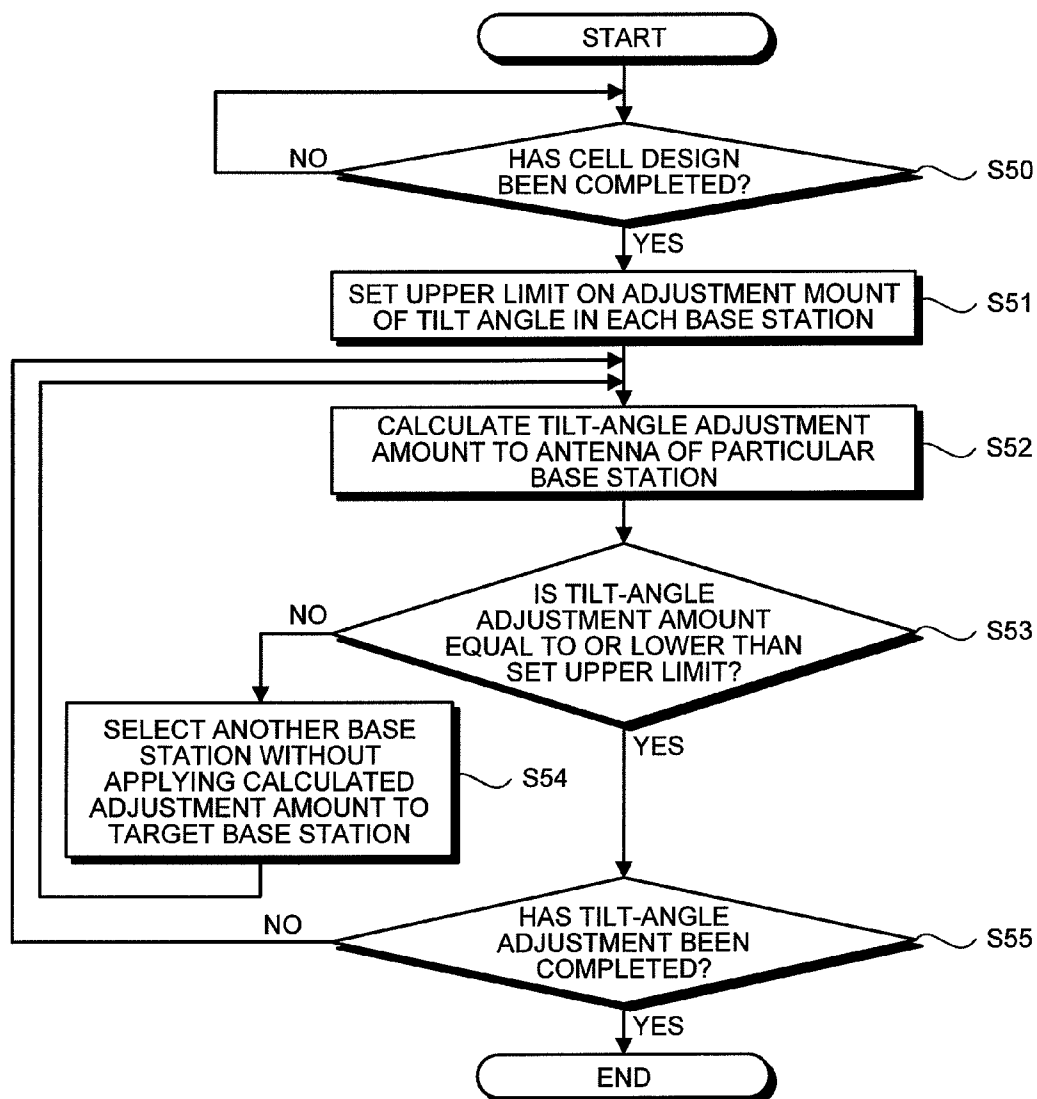 START
NO
HAS CELL DESIGN
BEEN COMPLETED?
S50
YES
SET UPPER LIMIT ON ADJUSTMENT MOUNT
OF TILT ANGLE IN EACH BASE STATION
S51
CALCULATE TILT-ANGLE ADJUSTMENT
AMOUNT TO ANTENNA OF PARTICULAR
BASE STATION
S52
NO
IS TILT-ANGLE
ADJUSTMENT AMOUNT
EQUAL TO OR LOWER THAN
SET UPPER LIMIT?
S53
YES
SELECT ANOTHER BASE
STATION WITHOUT
APPLYING CALCULATED
ADJUSTMENT AMOUNT TO
TARGET BASE STATION
S54
NO
HAS TILT-ANGLE
ADJUSTMENT BEEN
COMPLETED?
S55
YES
END